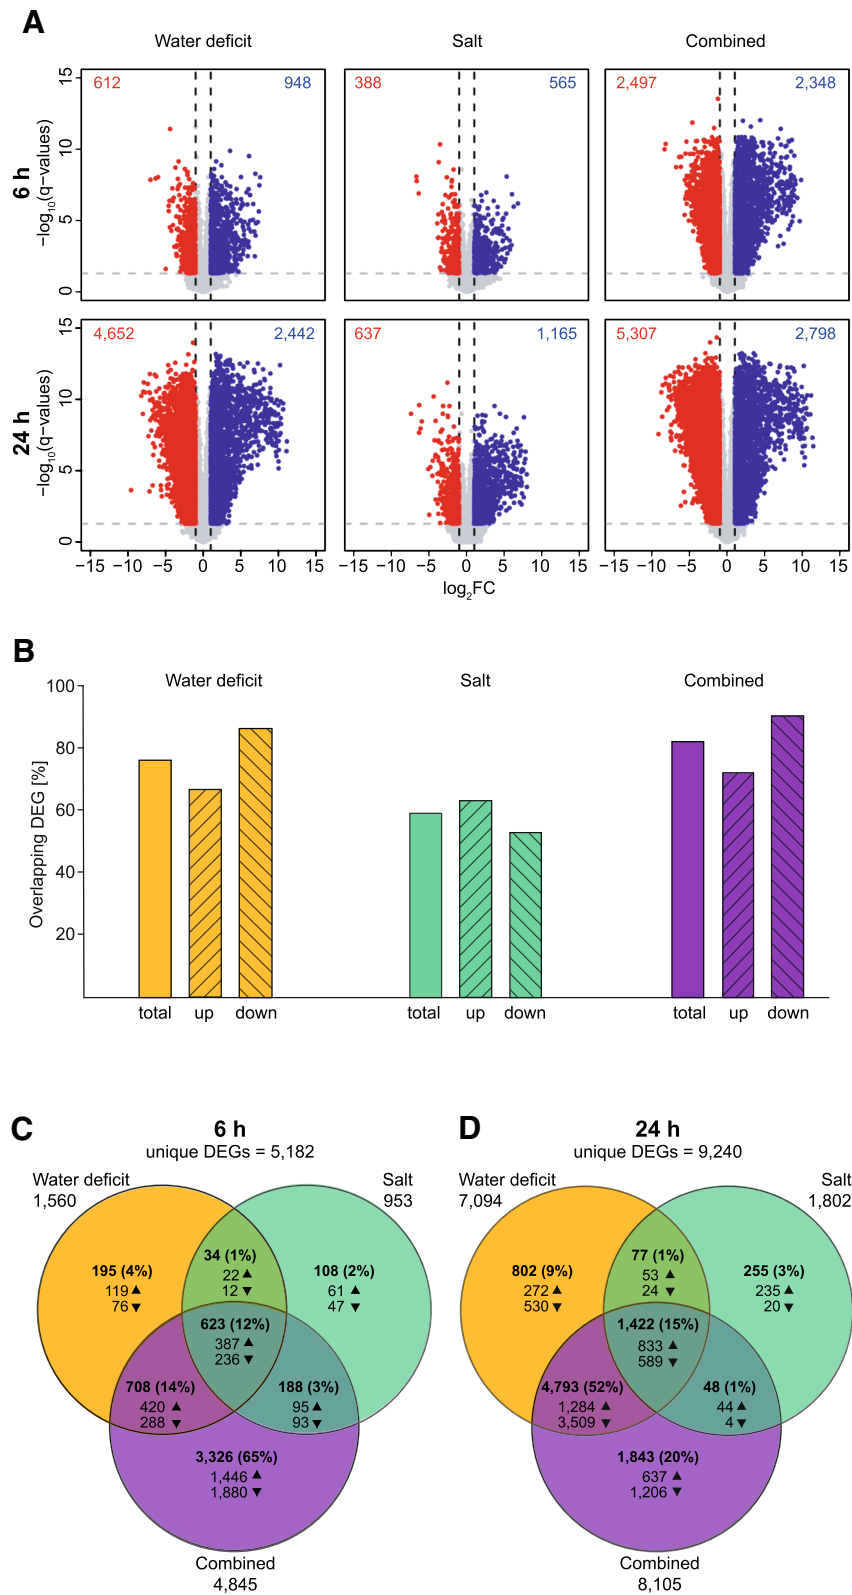 A
Water deficit
Salt
Combined
6 h
−log10(q−values)
15
10
5
0
612
948
388
565
2,497
2,348
24 h
−log10(q−values)
15
10
5
0
4,652
2,442
637
1,165
5,307
2,798
−15 −10 −5 0 5 10 15
−15 −10 −5 0 5 10 15
−15 −10 −5 0 5 10 15
log2FC
B
Water deficit
Salt
Combined
Overlapping DEG [%]
100
80
60
40
20
total up down
total up down
total up down
C
6 h
unique DEGs = 5,182
Water deficit
1,560
Salt
953
34 (1%)
22 ▲
12 ▼
195 (4%)
119 ▲
76 ▼
108 (2%)
61 ▲
47 ▼
623 (12%)
387 ▲
236 ▼
708 (14%)
420 ▲
288 ▼
188 (3%)
95 ▲
93 ▼
3,326 (65%)
1,446 ▲
1,880 ▼
Combined
4,845
D
24 h
unique DEGs = 9,240
Water deficit
7,094
Salt
1,802
77 (1%)
53 ▲
24 ▼
802 (9%)
272 ▲
530 ▼
255 (3%)
235 ▲
20 ▼
1,422 (15%)
833 ▲
589 ▼
4,793 (52%)
1,284 ▲
3,509 ▼
48 (1%)
44 ▲
4 ▼
1,843 (20%)
637 ▲
1,206 ▼
Combined
8,105